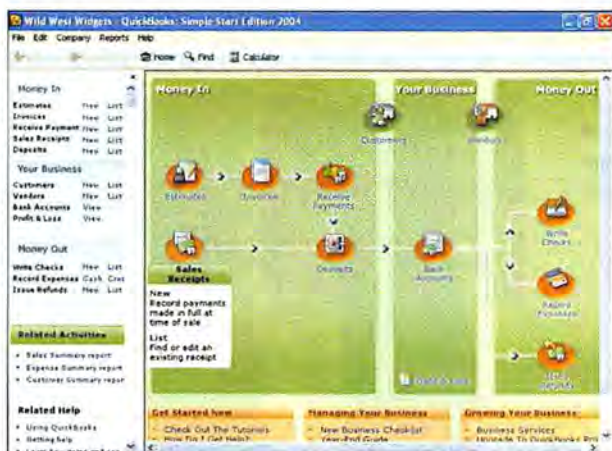 Wild West Widgets - QuickBooks: Simple Start Edition 2004
File Edit Company Reports Help
Home Find Calculator
Money In
Estimates New List
Invoices New List
Receive Payment New List
Sales Receipts New List
Deposits New List
Your Business
Customers New List
Vendors New List
Bank Accounts View
Profit & Loss View
Money Out
Write Checks New List
Record Expenses Cash
Issue Refunds New List
Related Activities
Sales Summary report
Expense Summary report
Customer Summary repor
Related Help
Using QuickBooks
Getting help
Money In
Your Business
Money Out
Customers
Vendors
Estimates
Invoices
Receive
Payments
Write
Checks
Sales
Receipts
Deposits
Bank
Accounts
Record
Expenses
New
Record payments
made in full at
time of sale
List
Find or edit an
existing receipt
Issue
Refunds
Get Started Now
Check Out The Tutorials
How Do I Get Help?
Managing Your Business
New Business Checklist
Year-End Guide
Growing Your Business
Business Services
Upgrade To QuickBooks Pro